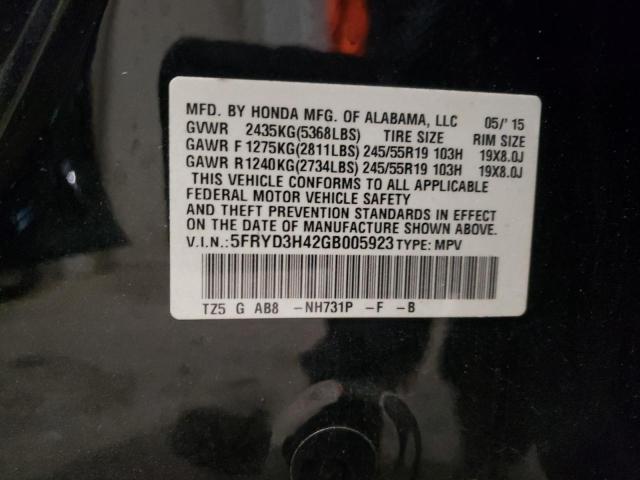 MFD. BY HONDA MFG. OF ALABAMA, LLC 05/'15
GVWR 2435KG(5368LBS) TIRE SIZE RIM SIZE
GAWR F 1275KG(2811LBS) 245/55R19 103H 19X8.0J
GAWR R1240KG(2734LBS) 245/55R19 103H 19X8.0J
THIS VEHICLE CONFORMS TO ALL APPLICABLE
FEDERAL MOTOR VEHICLE SAFETY
AND THEFT PREVENTION STANDARDS IN EFFECT
ON THE DATE OF MANUFACTURE SHOWN ABOVE.
V.I.N.:5FRYD3H42GB005923 TYPE: MPV
TZ5 G AB8 -NH731P -F -B